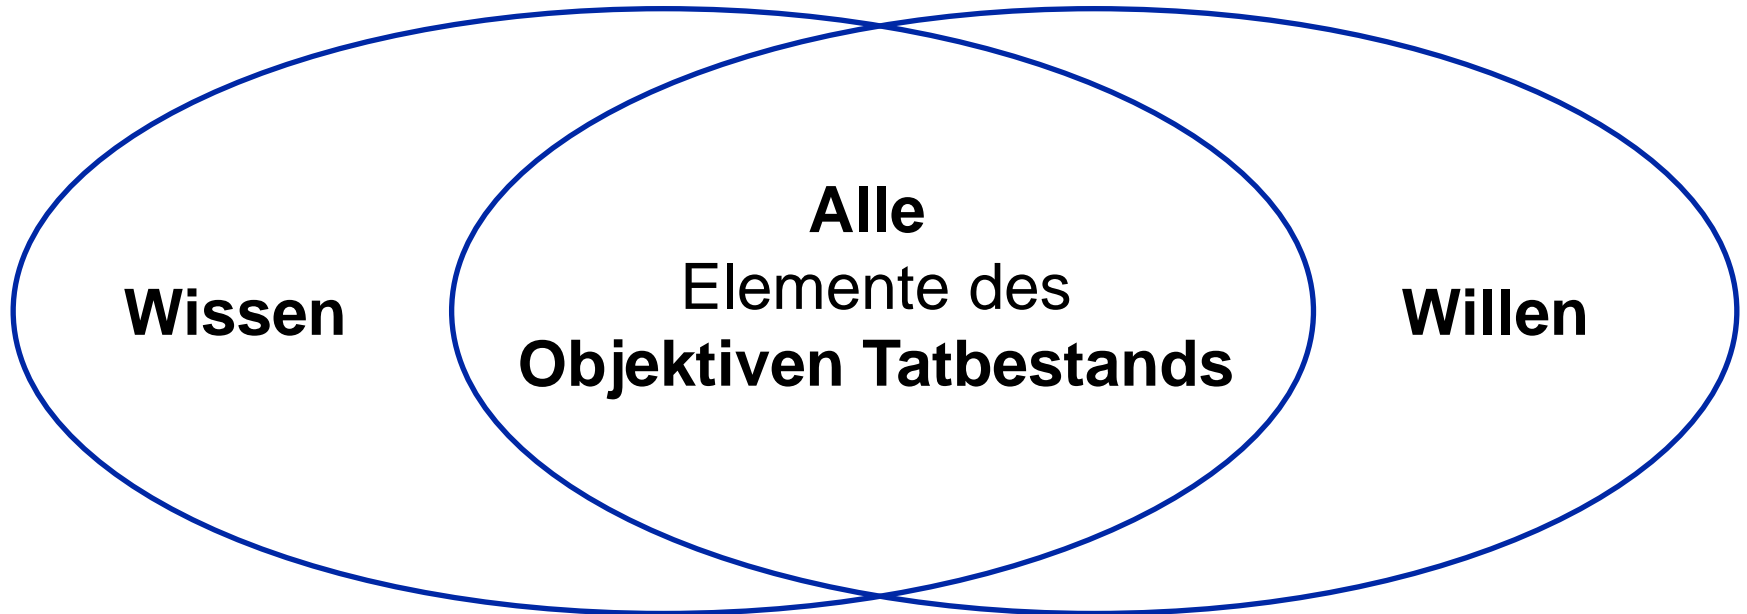 Wissen
Alle
Elemente des
Objektiven Tatbestands
Willen